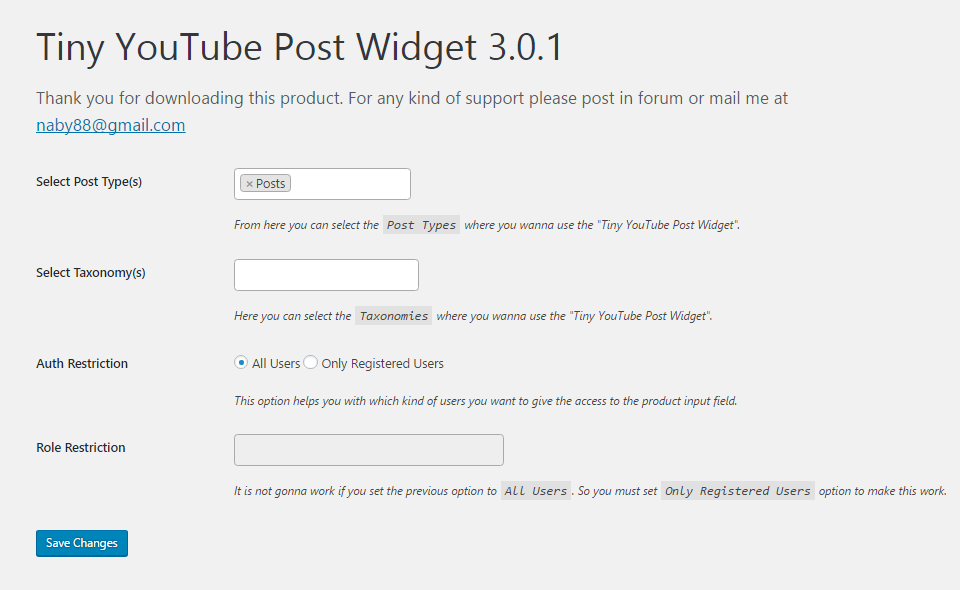 Tiny YouTube Post Widget 3.0.1
Thank you for downloading this product. For any kind of support please post in forum or mail me at
naby88@gmail.com
Select Post Type(s)
× Posts
From here you can select the Post Types where you wanna use the "Tiny YouTube Post Widget".
Select Taxonomy(s)
Here you can select the Taxonomies where you wanna use the "Tiny YouTube Post Widget".
Auth Restriction
All Users Only Registered Users
This option helps you with which kind of users you want to give the access to the product input field.
Role Restriction
It is not gonna work if you set the previous option to All Users . So you must set Only Registered Users option to make this work.
Save Changes